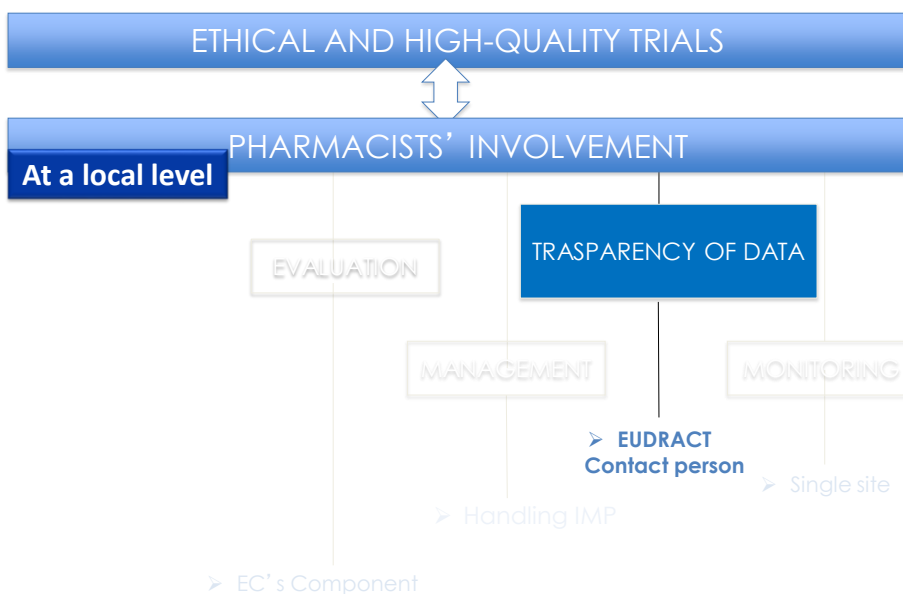 ETHICAL AND HIGH-QUALITY TRIALS
PHARMACISTS’ INVOLVEMENT
At a local level
TRASPARENCY OF DATA
EVALUATION
MANAGEMENT
MONITORING
➢ EUDRACT
Contact person
➢ Single site
➢ Handling IMP
➢ EC’s Component